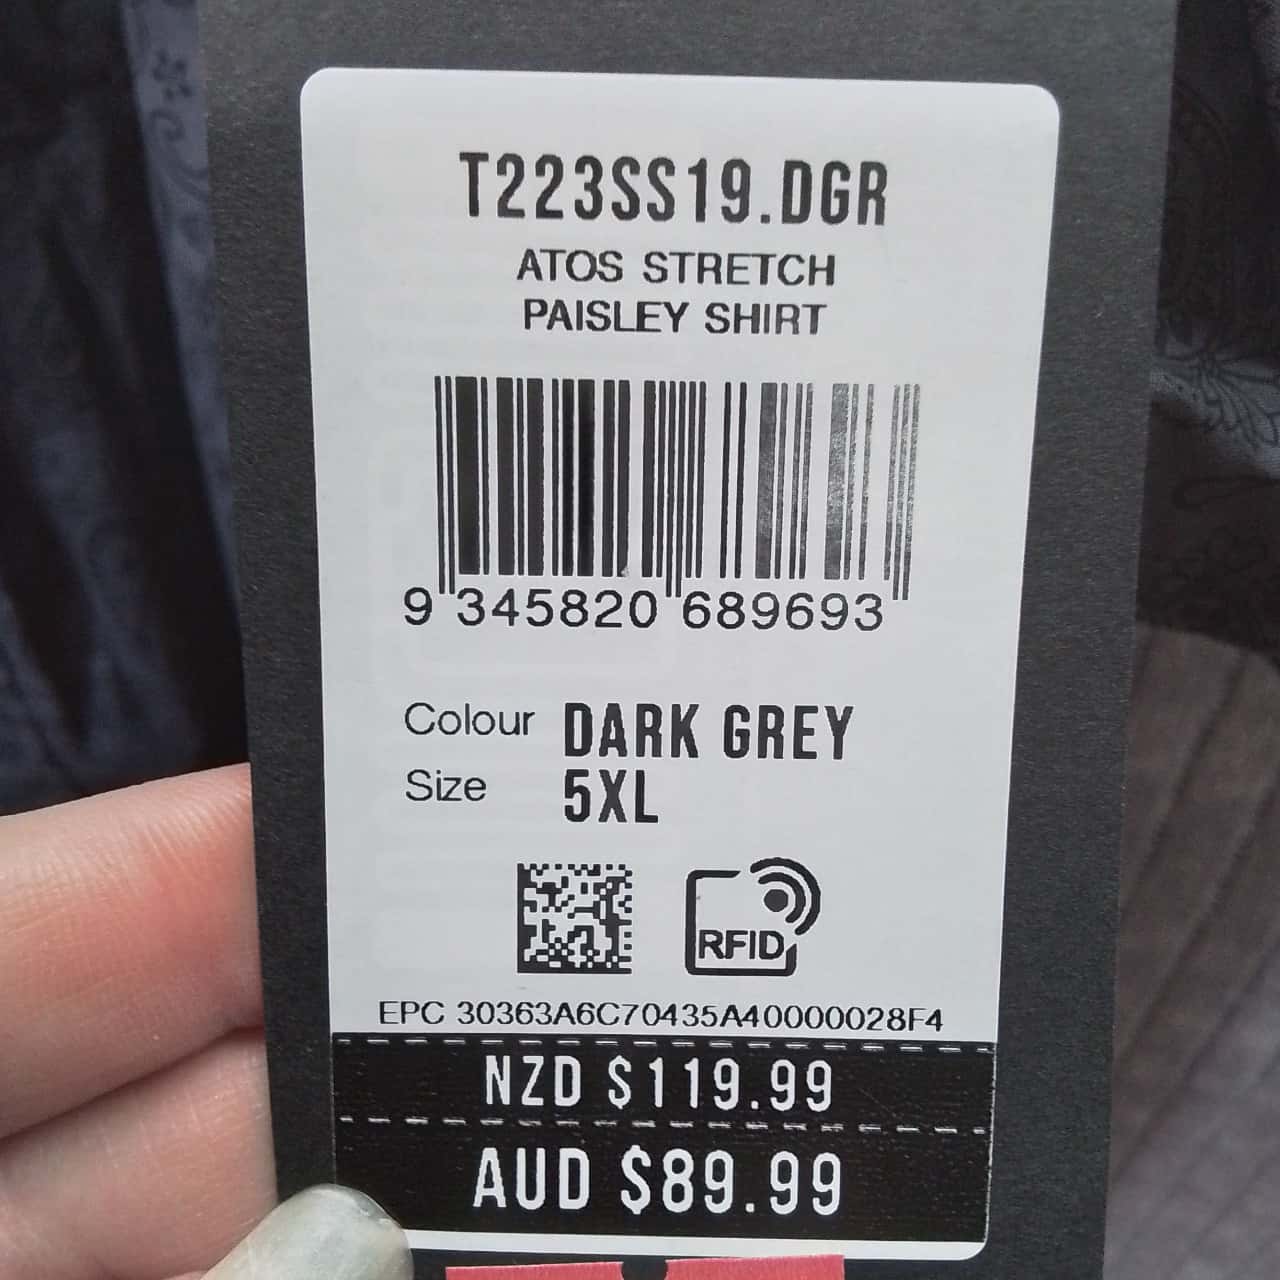 T223SS19.DGR
ATOS STRETCH
PAISLEY SHIRT
9 345820 689693
Colour DARK GREY
Size 5XL
RFID
EPC 30363A6C70435A40000028F4
NZD $119.99
AUD $89.99